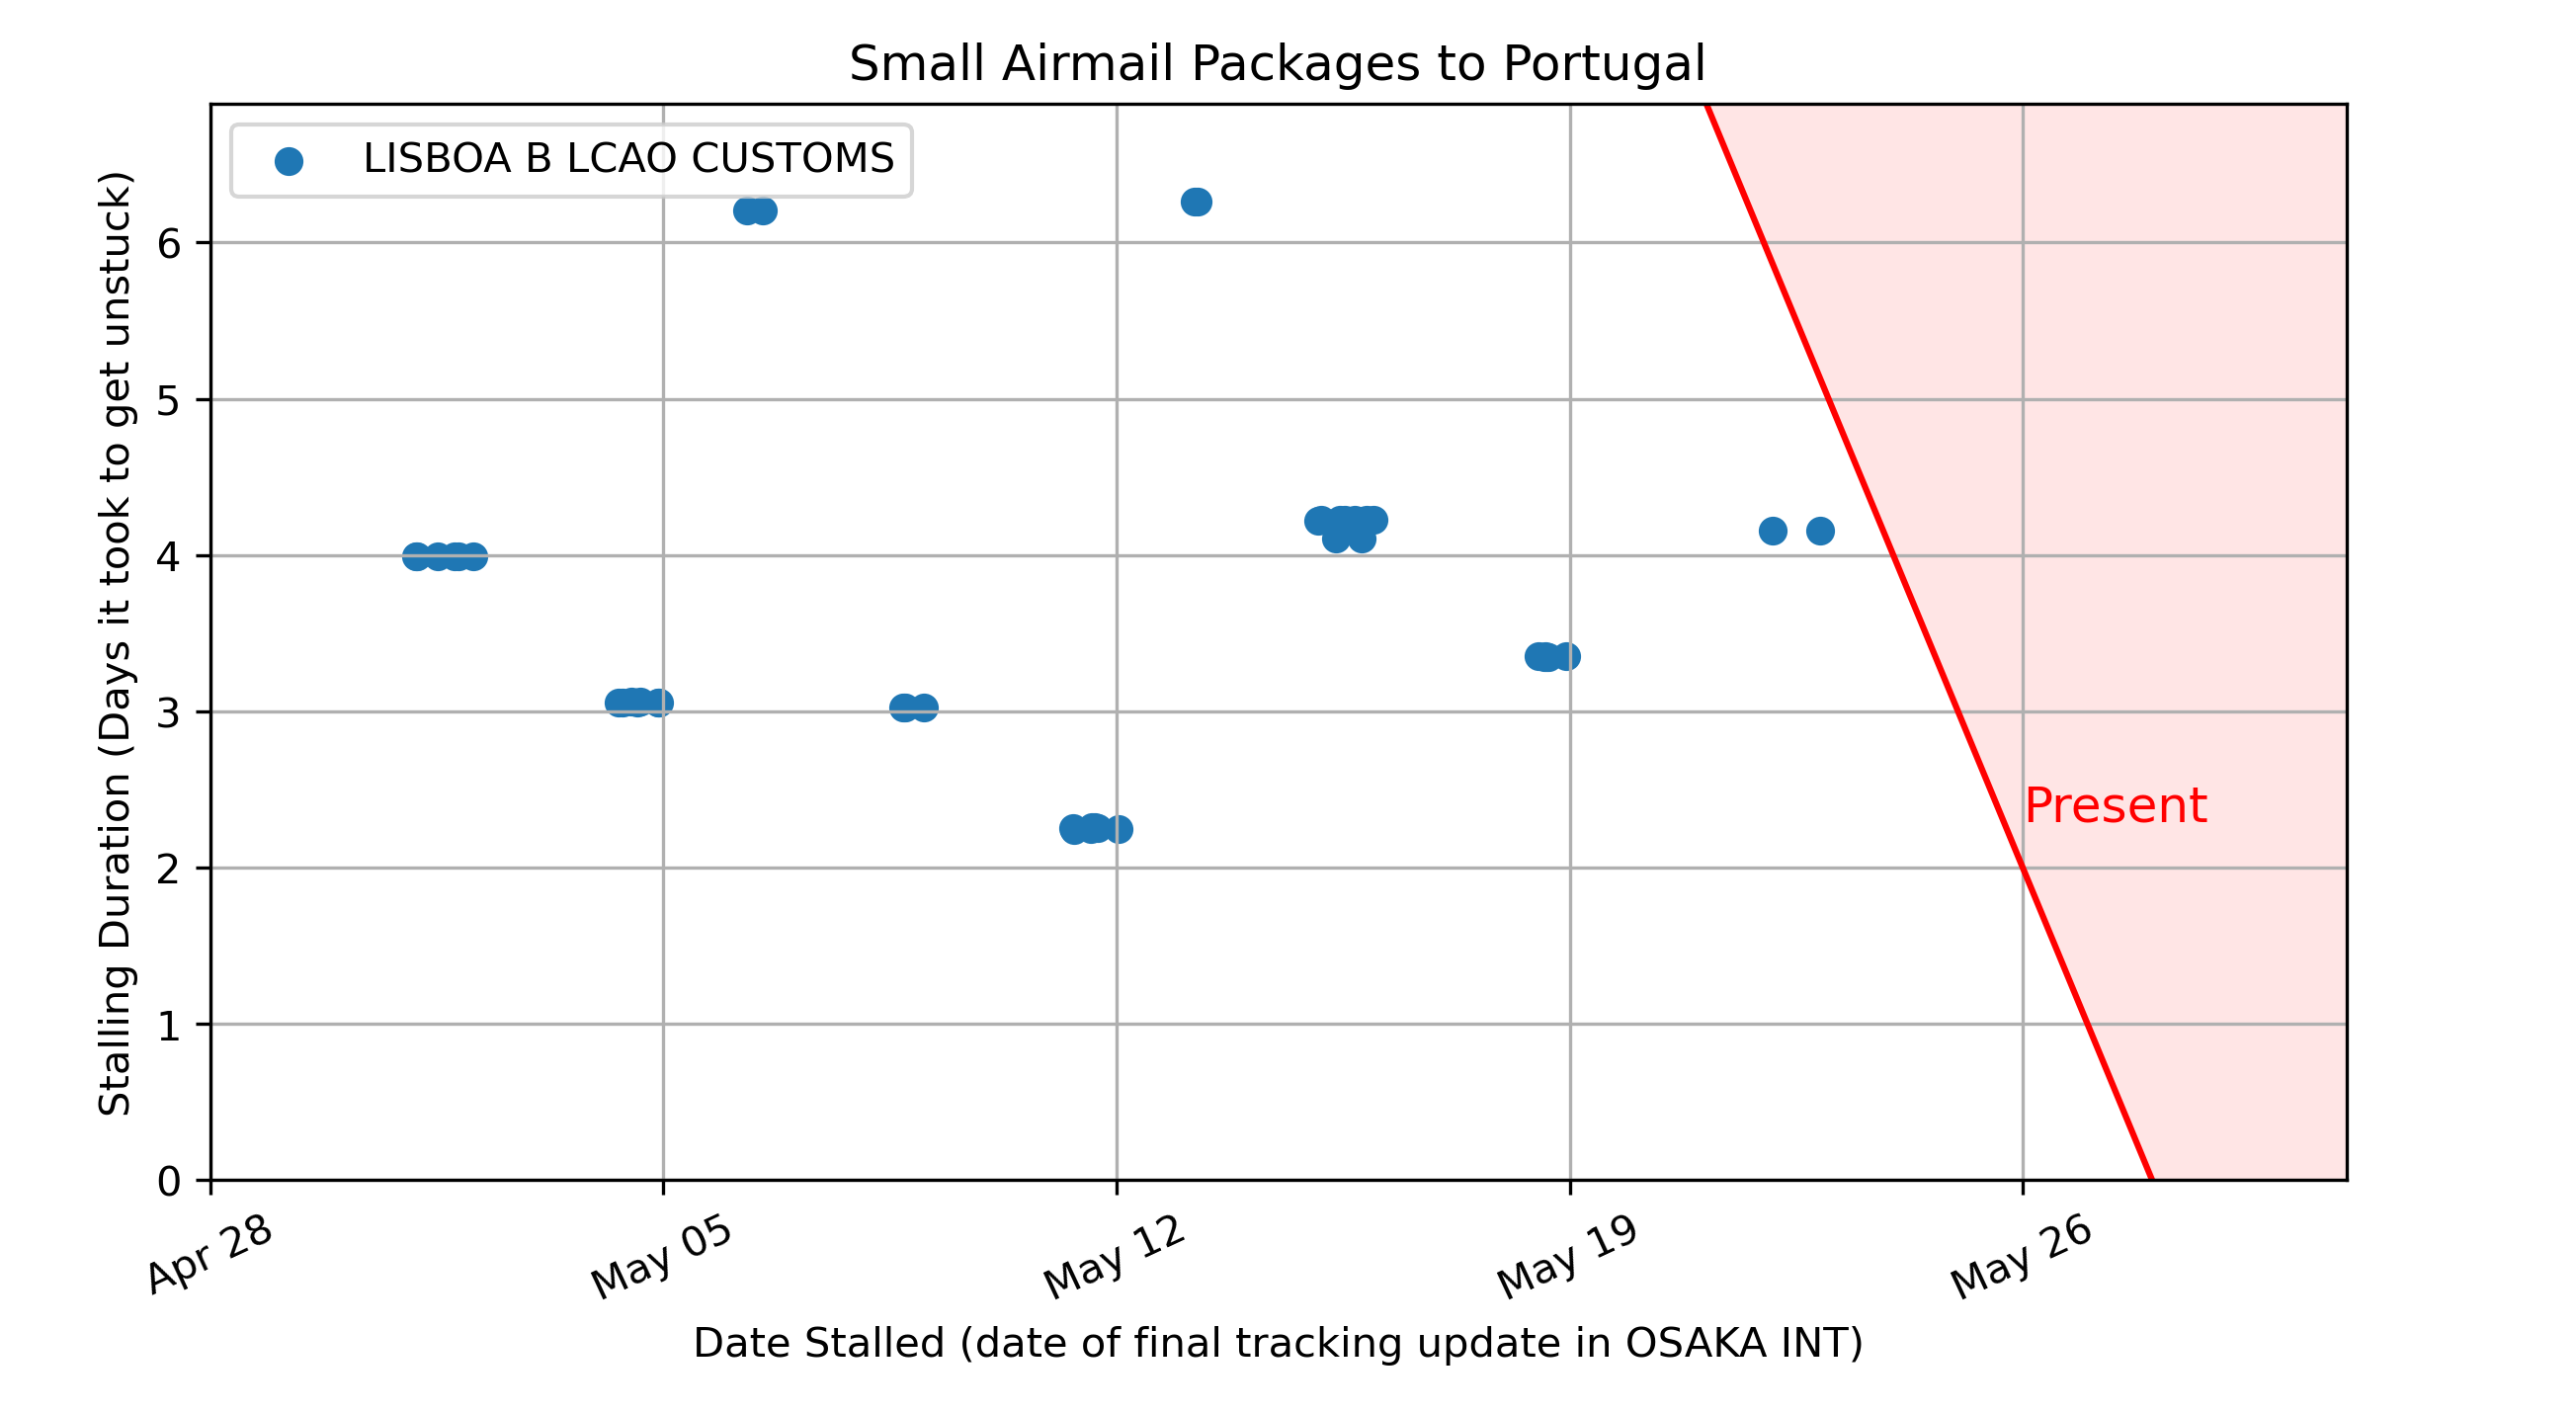 Small Airmail Packages to Portugal
LISBOA B LCAO CUSTOMS
Stalling Duration (Days it took to get unstuck)
6
5
4
3
2
1
0
Present
Apr 28
May 05
May 12
May 19
May 26
Date Stalled (date of final tracking update in OSAKA INT)